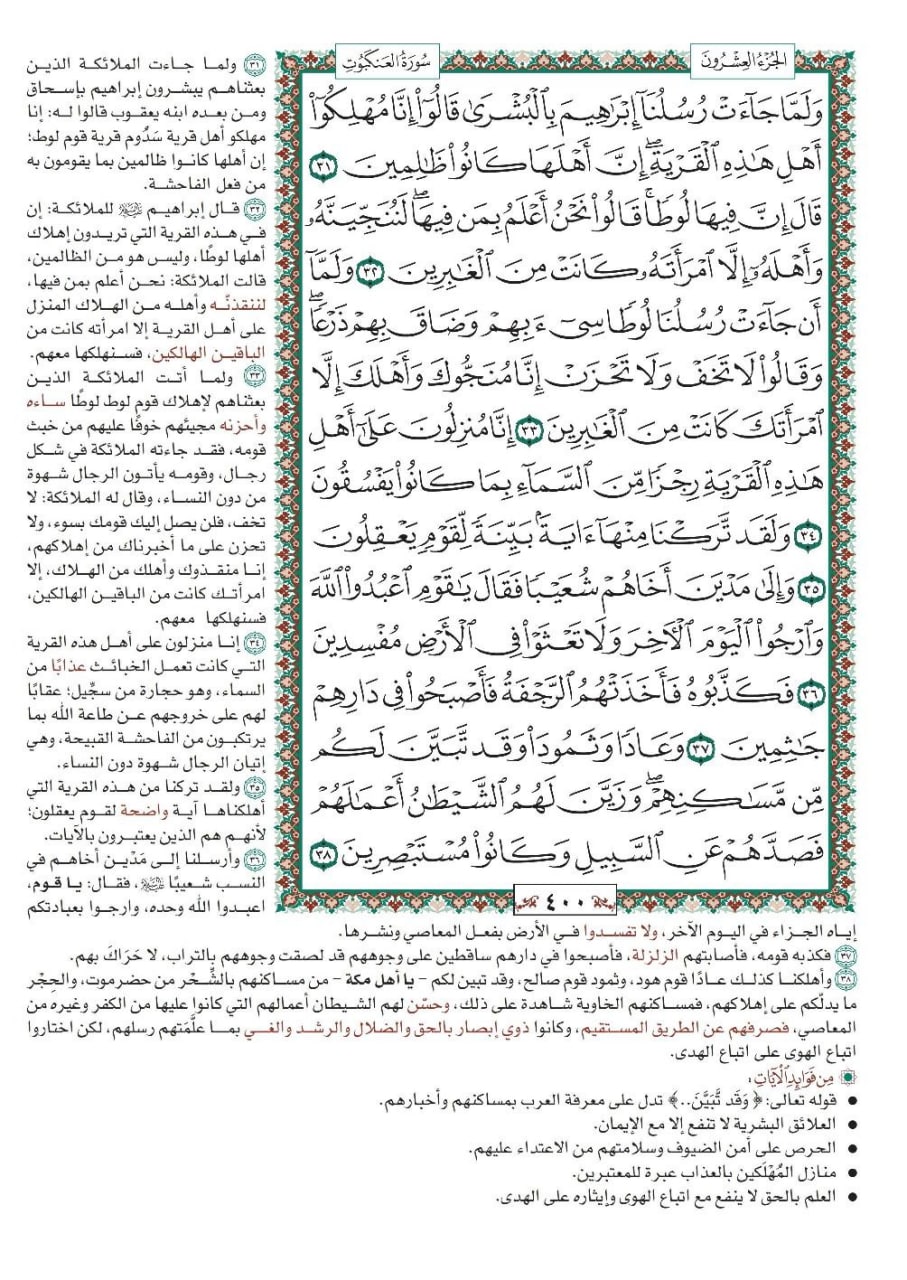 الجُزْءُ العِشْرُونَ
سُورَةُ العَنكَبُوتِ
وَلَمَّا جَآءَتْ رُسُلُنَآ إِبْرَٰهِيمَ بِٱلْبُشْرَىٰ قَالُوٓا۟ إِنَّا مُهْلِكُوٓا۟
أَهْلِ هَـٰذِهِ ٱلْقَرْيَةِۖ إِنَّ أَهْلَهَا كَانُوا۟ ظَـٰلِمِينَ ٣١
قَالَ إِنَّ فِيهَا لُوطًاۚ قَالُوا۟ نَحْنُ أَعْلَمُ بِمَن فِيهَاۖ لَنُنَجِّيَنَّهُۥ
وَأَهْلَهُۥٓ إِلَّا ٱمْرَأَتَهُۥ كَانَتْ مِنَ ٱلْغَـٰبِرِينَ ٣٢ وَلَمَّآ
أَن جَآءَتْ رُسُلُنَا لُوطًا سِىٓءَ بِهِمْ وَضَاقَ بِهِمْ ذَرْعًاۖ
وَقَالُوا۟ لَا تَخَفْ وَلَا تَحْزَنْ إِنَّا مُنَجُّوكَ وَأَهْلَكَ إِلَّا
ٱمْرَأَتَكَ كَانَتْ مِنَ ٱلْغَـٰبِرِينَ ٣٣ إِنَّا مُنزِلُونَ عَلَىٰٓ أَهْلِ
هَـٰذِهِ ٱلْقَرْيَةِ رِجْزًا مِّنَ ٱلسَّمَآءِ بِمَا كَانُوا۟ يَفْسُقُونَ
٣٤ وَلَقَد تَّرَكْنَا مِنْهَآ ءَايَةًۢ بَيِّنَةً لِّقَوْمٍ يَعْقِلُونَ
٣٥ وَإِلَىٰ مَدْيَنَ أَخَاهُمْ شُعَيْبًا فَقَالَ يَـٰقَوْمِ ٱعْبُدُوا۟ ٱللَّهَ
وَٱرْجُوا۟ ٱلْيَوْمَ ٱلْـَٔاخِرَ وَلَا تَعْثَوْا۟ فِى ٱلْأَرْضِ مُفْسِدِينَ
٣٦ فَكَذَّبُوهُ فَأَخَذَتْهُمُ ٱلرَّجْفَةُ فَأَصْبَحُوا۟ فِى دَارِهِمْ
جَـٰثِمِينَ ٣٧ وَعَادًا وَثَمُودَا۟ وَقَد تَّبَيَّنَ لَكُم
مِّن مَّسَـٰكِنِهِمْۖ وَزَيَّنَ لَهُمُ ٱلشَّيْطَـٰنُ أَعْمَـٰلَهُمْ
فَصَدَّهُمْ عَنِ ٱلسَّبِيلِ وَكَانُوا۟ مُسْتَبْصِرِينَ ٣٨
٤٠٠
٣١ ولما جاءت الملائكة الذين
بعثناهم يبشرون إبراهيم بإسحاق
ومن بعده ابنه يعقوب قالوا له: إنا
مهلكو أهل قرية سَدُوم قرية قوم لوط؛
إن أهلها كانوا ظالمين بما يقومون به
من فعل الفاحشة.
٣٢ قال إبراهيم ﷺ للملائكة: إن
في هذه القرية التي تريدون إهلاك
أهلها لوطًا، وليس هو من الظالمين،
قالت الملائكة: نحن أعلم بمن فيها،
لننقذنّه وأهله من الهلاك المنزل
على أهل القرية إلا امرأته كانت من
الباقين الهالكين، فسنهلكها معهم.
٣٣ ولما أتت الملائكة الذين
بعثناهم لإهلاك قوم لوط لوطًا ساءه
وأحزنه مجيئهم خوفًا عليهم من خبث
قومه، فقد جاءته الملائكة في شكل
رجال، وقومه يأتون الرجال شهوة
من دون النساء، وقال له الملائكة: لا
تخف، فلن يصل إليك قومك بسوء، ولا
تحزن على ما أخبرناك من إهلاكهم،
إنا منقذوك وأهلك من الهلاك، إلا
امرأتك كانت من الباقين الهالكين،
فسنهلكها معهم.
٣٤ إنا منزلون على أهل هذه القرية
التي كانت تعمل الخبائث عذابًا من
السماء، وهو حجارة من سجِّيل؛ عقابًا
لهم على خروجهم عن طاعة الله بما
يرتكبون من الفاحشة القبيحة، وهي
إتيان الرجال شهوة دون النساء.
٣٥ ولقد تركنا من هذه القرية التي
أهلكناها آية واضحة لقوم يعقلون؛
لأنهم هم الذين يعتبرون بالآيات.
٣٦ وأرسلنا إلى مَدْين أخاهم في
النسب شعيبًا ﷺ، فقال: يا قوم،
اعبدوا الله وحده، وارجوا بعبادتكم
إياه الجزاء في اليوم الآخر، ولا تفسدوا في الأرض بفعل المعاصي ونشرها.
٣٧ فكذبه قومه، فأصابتهم الزلزلة، فأصبحوا في دارهم ساقطين على وجوههم قد لصقت وجوههم بالتراب، لا حَرَاكَ بهم.
٣٨ وأهلكنا كذلك عادًا قوم هود، وثمود قوم صالح، وقد تبين لكم – يا أهل مكة – من مساكنهم بالشِّحْر من حضرموت، والحِجْر
ما يدلّكم على إهلاكهم، فمساكنهم الخاوية شاهدة على ذلك، وحسّن لهم الشيطان أعمالهم التي كانوا عليها من الكفر وغيره من
المعاصي، فصرفهم عن الطريق المستقيم، وكانوا ذوي إبصار بالحق والضلال والرشد والغي بما علَّمَتهم رسلهم، لكن اختاروا
اتباع الهوى على اتباع الهدى.
مِن فَوَائِدِ الْآيَاتِ:
• قوله تعالى: ﴿وَقَد تَّبَيَّنَ..﴾ تدل على معرفة العرب بمساكنهم وأخبارهم.
• العلائق البشرية لا تنفع إلا مع الإيمان.
• الحرص على أمن الضيوف وسلامتهم من الاعتداء عليهم.
• منازل المُهْلَكين بالعذاب عبرة للمعتبرين.
• العلم بالحق لا ينفع مع اتباع الهوى وإيثاره على الهدى.